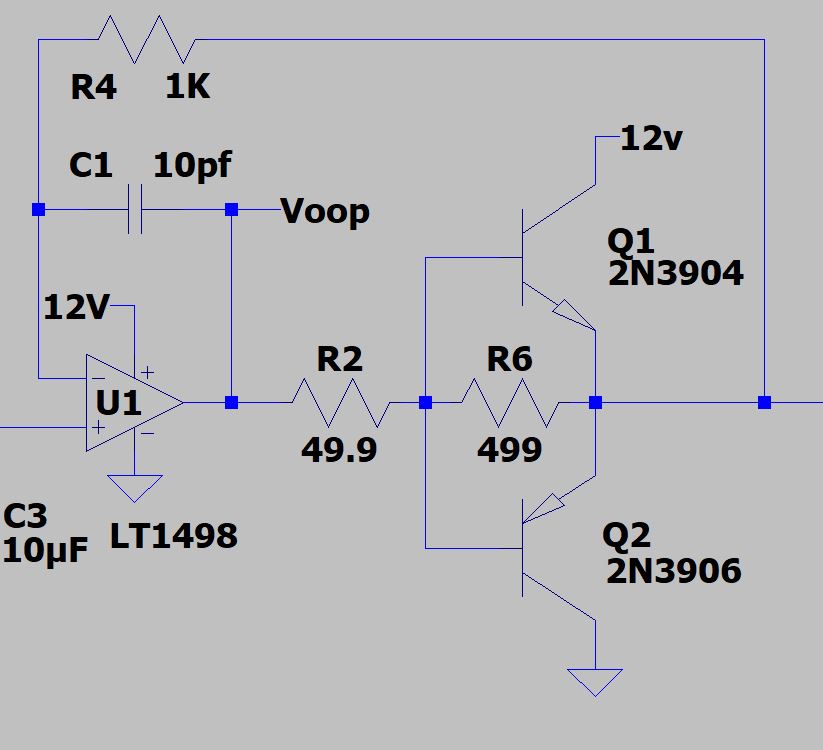 R4 1K
C1 10pf
Voop
12v
Q1
2N3904
12V
+
−
U1
+
−
R2
49.9
R6
499
C3
10µF
LT1498
Q2
2N3906